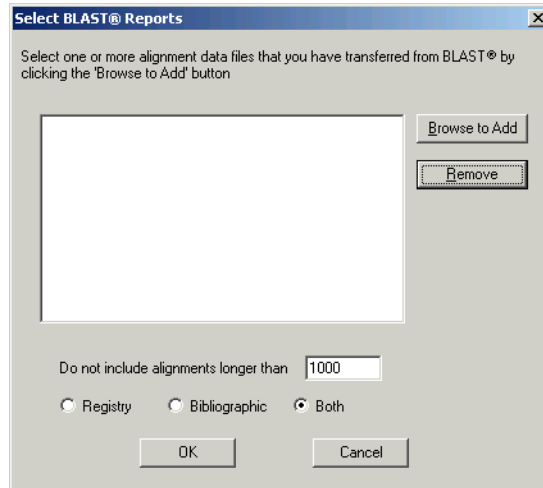 Select BLAST® Reports
Select one or more alignment data files that you have transferred from BLAST® by
clicking the 'Browse to Add' button
Browse to Add
Remove
Do not include alignments longer than 1000
Registry Bibliographic Both
OK Cancel